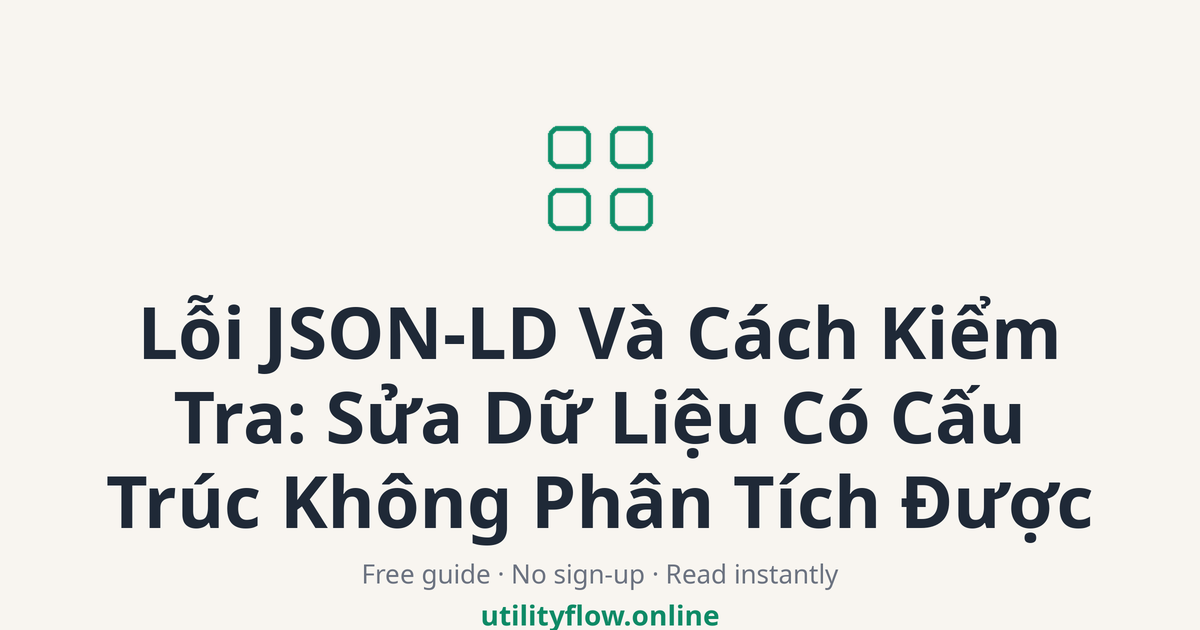 Lỗi JSON-LD Và Cách Kiểm
Tra: Sửa Dữ Liệu Có Cấu
Trúc Không Phân Tích Được
Free guide · No sign-up · Read instantly
utilityflow.online